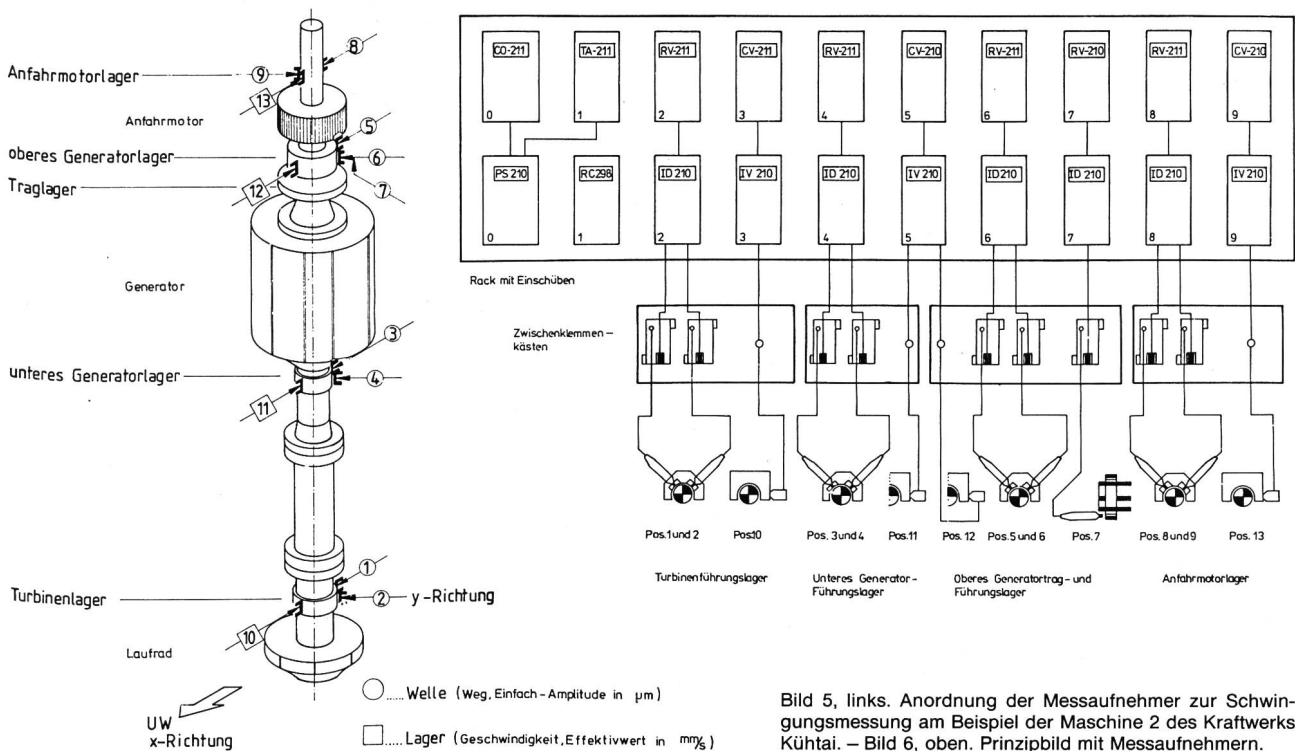 Anfahrmotorlager
9
8
13
Anfahrmotor
5
oberes Generatorlager
6
Traglager
12
7
Generator
3
unteres Generatorlager
4
11
1
Turbinenlager
2 y-Richtung
10
Laufrad
UW
x-Richtung
..... Welle (Weg, Einfach-Amplitude in µm)
..... Lager (Geschwindigkeit, Effektivwert in mm/s)
CO-211 TA-211 RV-211 CV-211 RV-211 CV-210 RV-211 RV-210 RV-211 CV-210
0 1 2 3 4 5 6 7 8 9
PS 210 RC298 ID 210 IV 210 ID 210 IV 210 ID 210 ID 210 ID 210 IV 210
0 1 2 3 4 5 6 7 8 9
Rack mit Einschüben
Zwischenklemmen-
kästen
Pos. 1 und 2 Pos.10 Pos. 3 und 4 Pos. 11 Pos. 12 Pos. 5 und 6 Pos. 7 Pos. 8 und 9 Pos. 13
Turbinenführungslager
Unteres Generator-
Führungslager
Oberes Generatortrag- und
Führungslager
Anfahrmotorlager
Bild 5, links. Anordnung der Messaufnehmer zur Schwin-
gungsmessung am Beispiel der Maschine 2 des Kraftwerks
Kühtai. – Bild 6, oben. Prinzipbild mit Messaufnehmern.